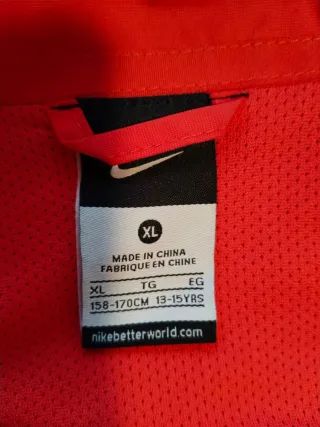 XL
MADE IN CHINA
FABRIQUE EN CHINE
XL TG EG
158-170CM 13-15YRS
nikebetterworld.com